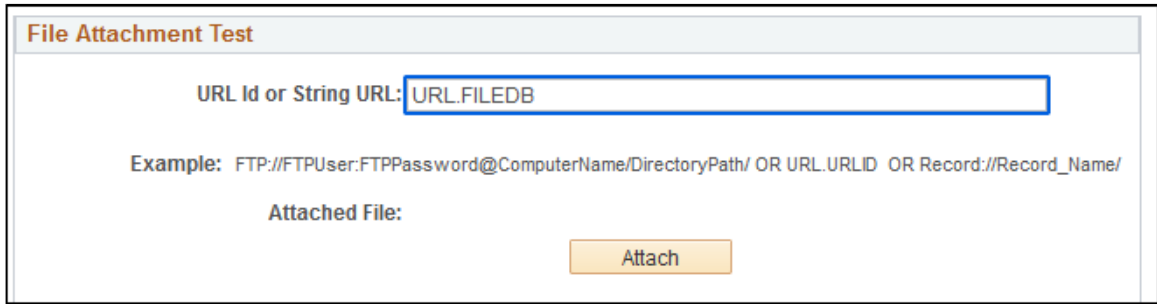 File Attachment Test
URL Id or String URL: URL.FILEDB
Example: FTP://FTPUser:FTPPassword@ComputerName/DirectoryPath/ OR URL.URLID OR Record://Record_Name/
Attached File:
Attach